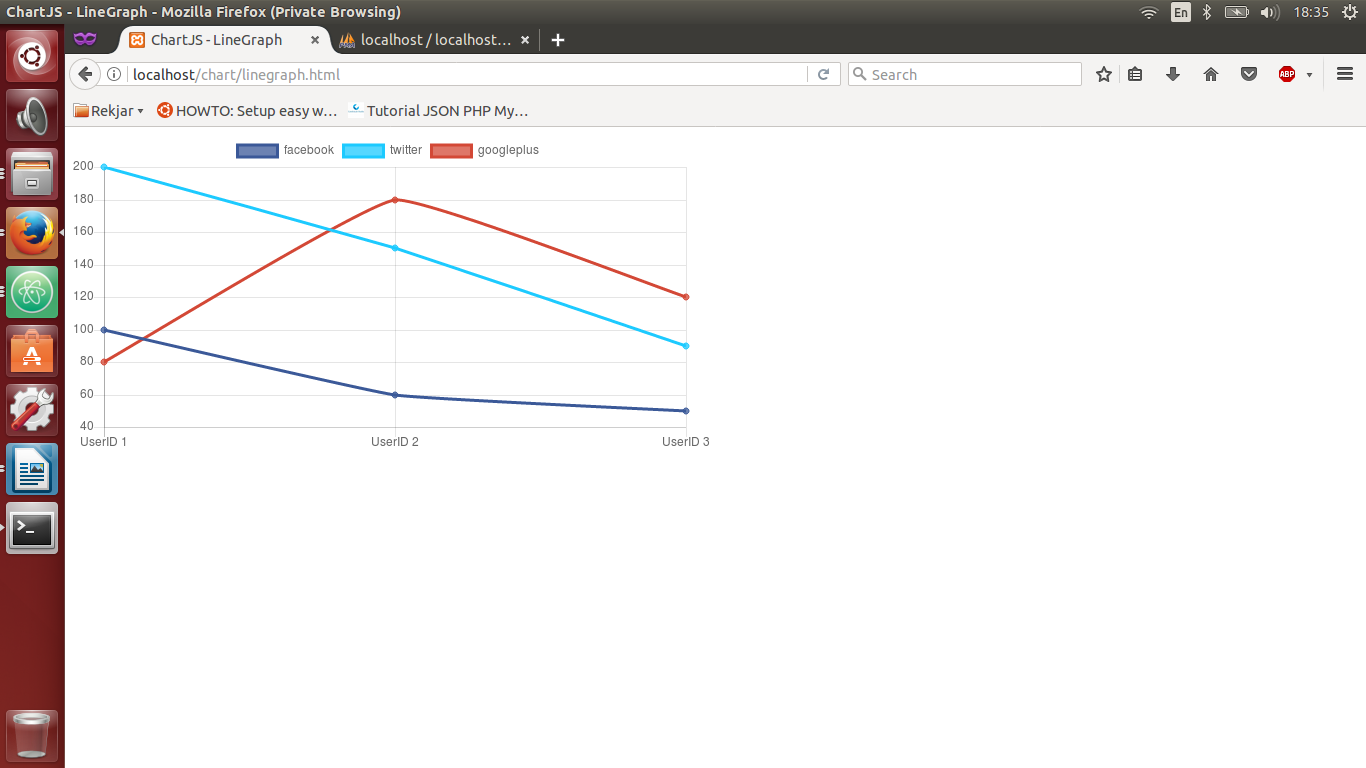 ChartJS - LineGraph - Mozilla Firefox (Private Browsing) En 18:35
ChartJS - LineGraph localhost / localhost...
localhost/chart/linegraph.html Search ABP
Rekjar HOWTO: Setup easy w... Tutorial JSON PHP My...
facebook twitter googleplus
200
180
160
140
120
100
80
60
40
UserID 1 UserID 2 UserID 3